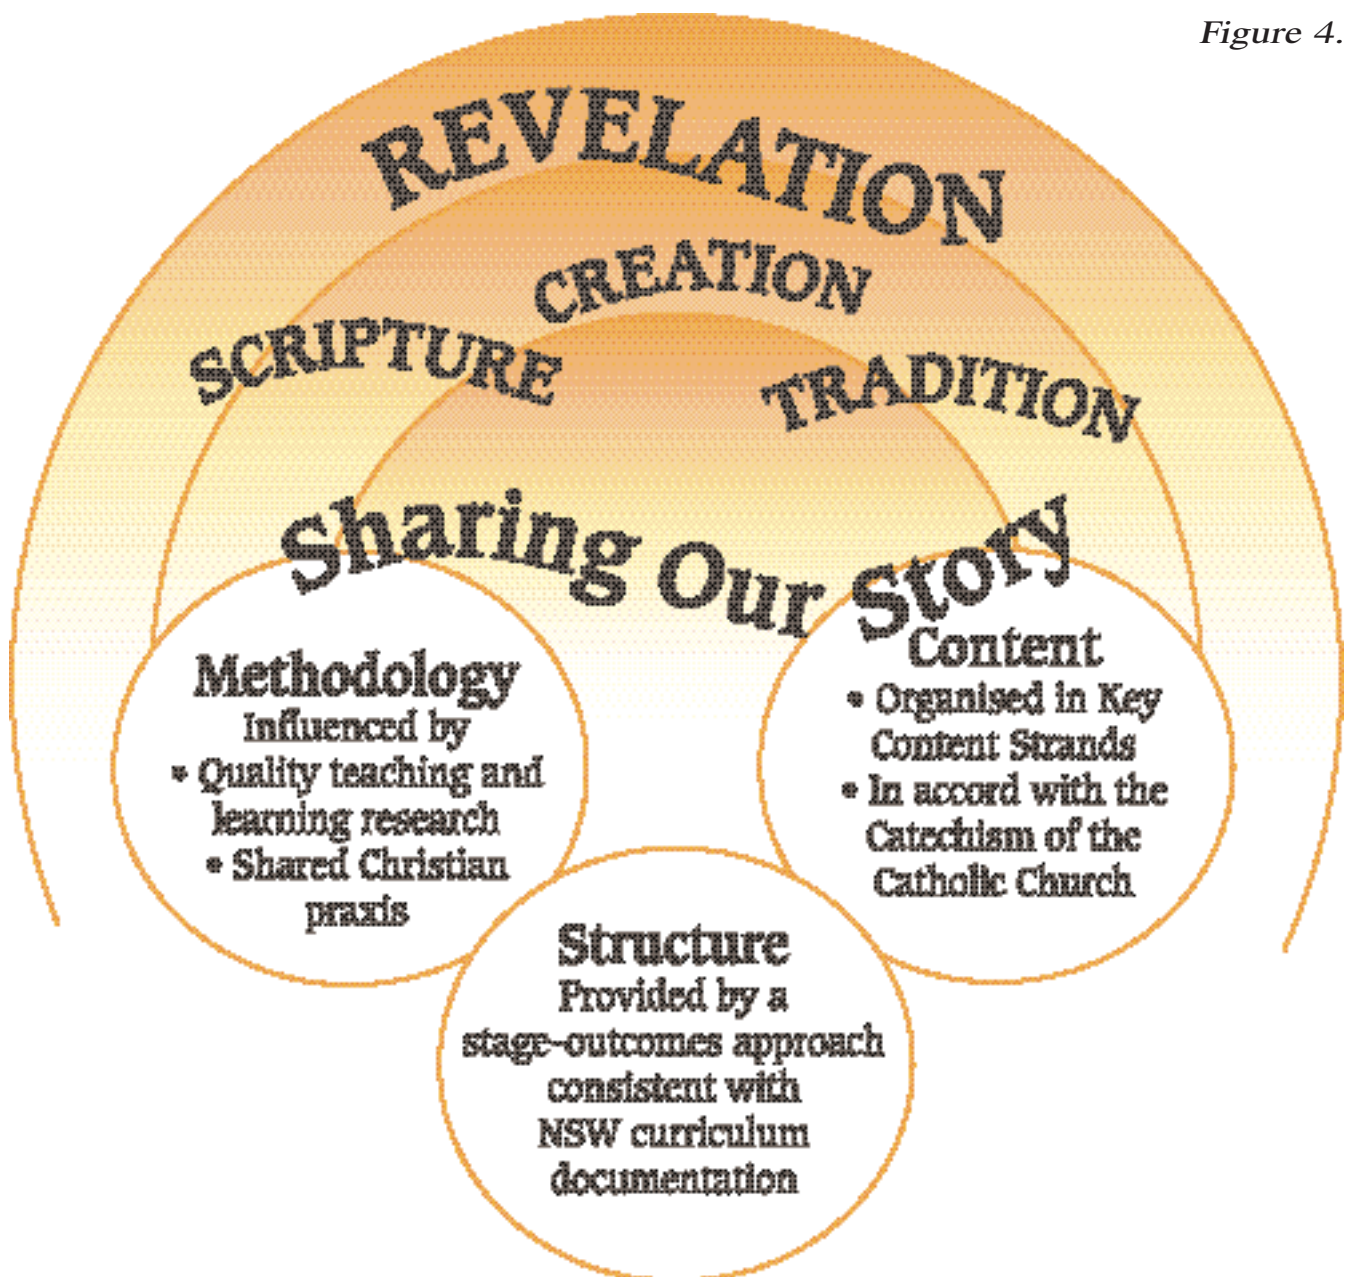 Figure 4.
REVELATION
CREATION
SCRIPTURE
TRADITION
Sharing Our Story
Methodology
Influenced by
• Quality teaching and
learning research
• Shared Christian
praxis
Content
• Organised in Key
Content Strands
• In accord with the
Catechism of the
Catholic Church
Structure
Provided by a
stage-outcomes approach
consistent with
NSW curriculum
documentation